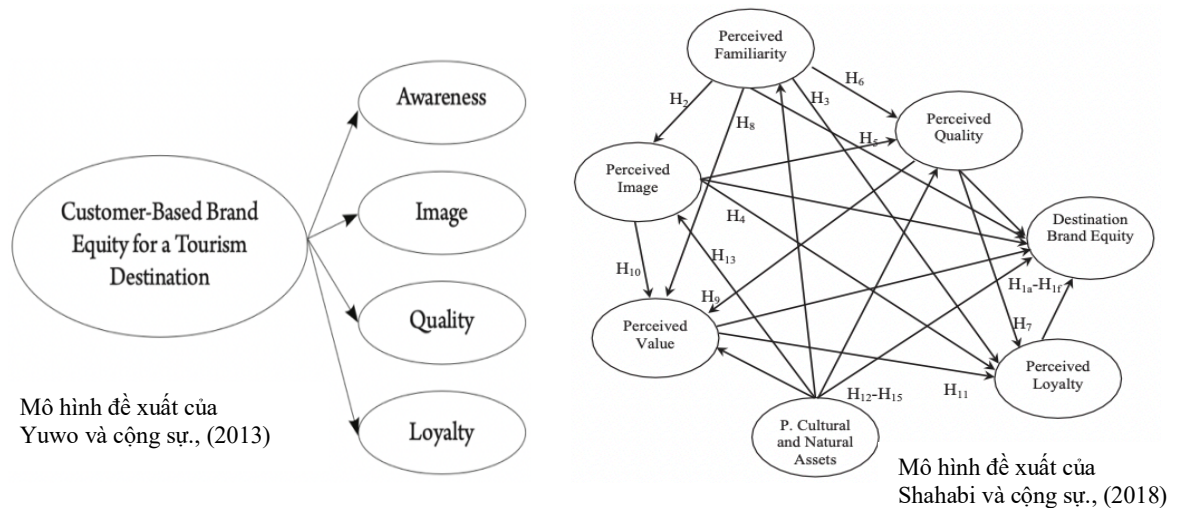 Awareness
Image
Customer-Based Brand
Equity for a Tourism
Destination
Quality
Loyalty
Mô hình đề xuất của
Yuwo và cộng sự., (2013)
Perceived
Familiarity
H6
H2
H3
H8
Perceived
Quality
H5
Perceived
Image
H4
Destination
Brand Equity
H13
H10
H9
H1a-H1f
Perceived
Value
H7
Perceived
Loyalty
H12-H15
H11
P. Cultural
and Natural
Assets
Mô hình đề xuất của
Shahabi và cộng sự., (2018)